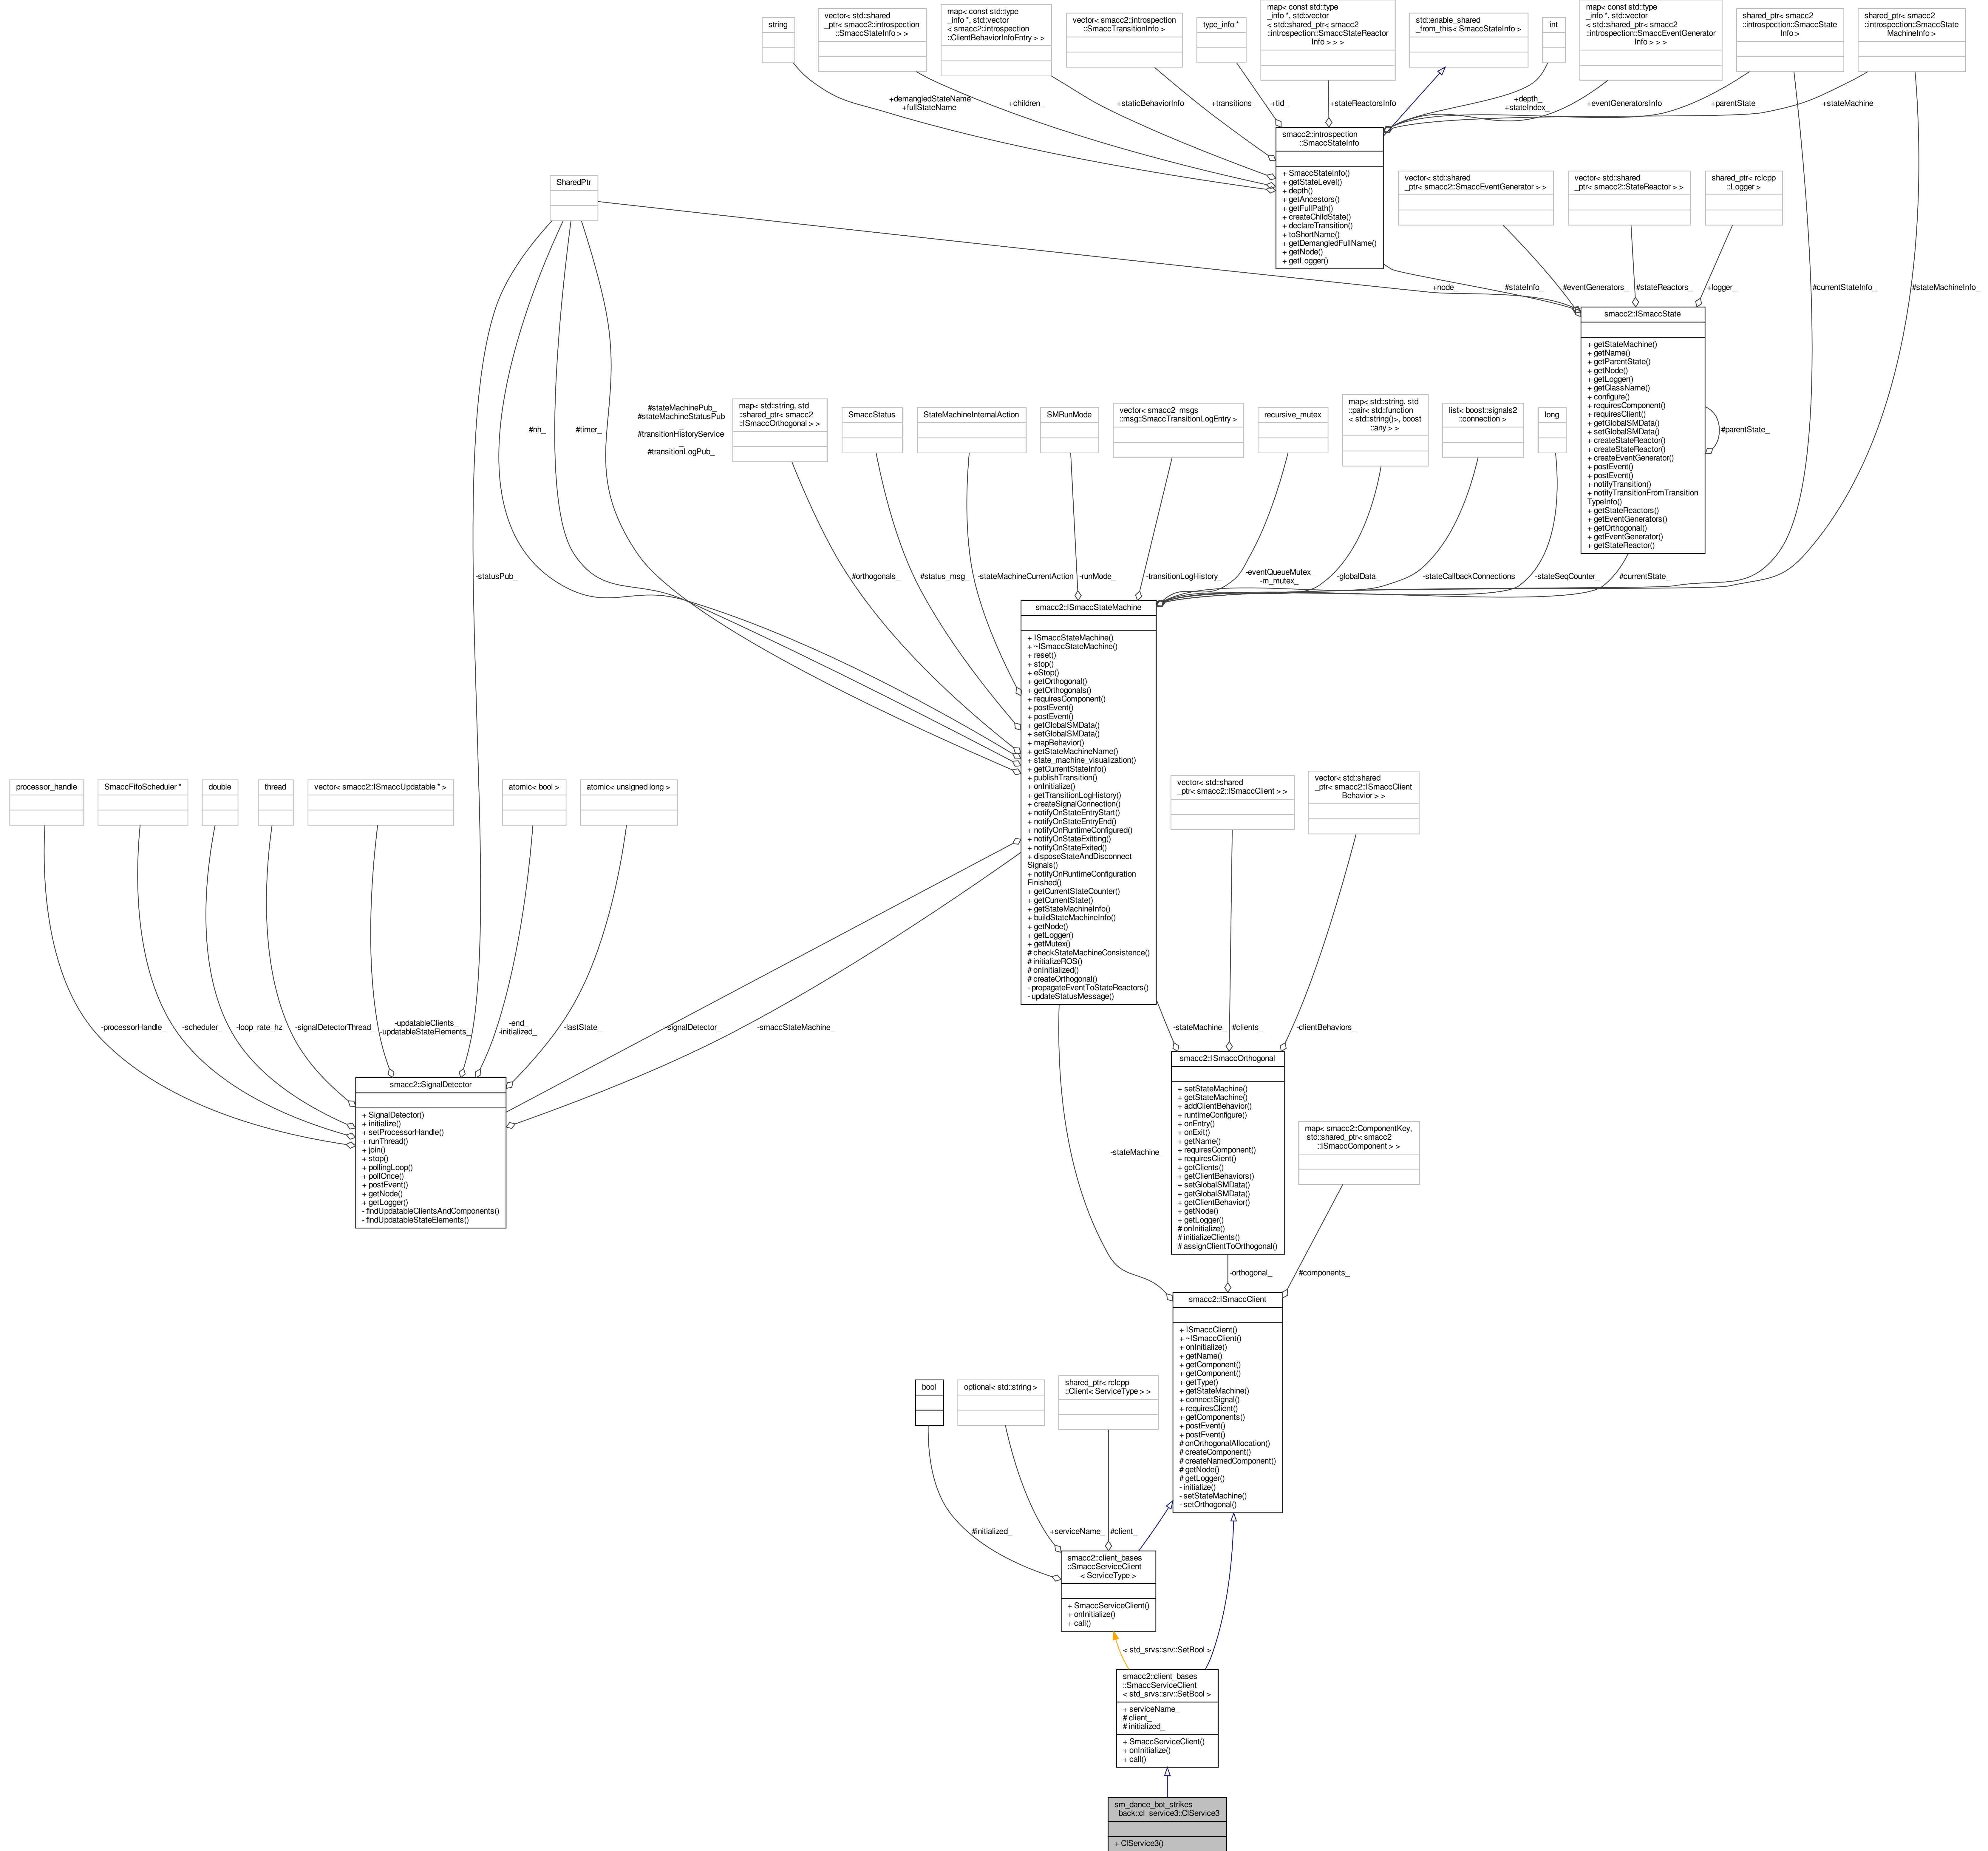 string
vector< std::shared
_ptr< smacc2::introspection
::SmaccStateInfo > >
map< const std::type
_info *, std::vector
< smacc2::introspection
::ClientBehaviorInfoEntry > >
vector< smacc2::introspection
::SmaccTransitionInfo >
type_info *
map< const std::type
_info *, std::vector
< std::shared_ptr< smacc2
::introspection::SmaccStateReactor
Info > > >
std::enable_shared
_from_this< SmaccStateInfo >
int
map< const std::type
_info *, std::vector
< std::shared_ptr< smacc2
::introspection::SmaccEventGenerator
Info > > >
shared_ptr< smacc2
::introspection::SmaccState
Info >
shared_ptr< smacc2
::introspection::SmaccState
MachineInfo >
+demangledStateName
+fullStateName
+children_
+staticBehaviorInfo
+transitions_
+tid_
+stateReactorsInfo
+depth_
+stateIndex_
+eventGeneratorsInfo
+parentState_
+stateMachine_
smacc2::introspection
::SmaccStateInfo
+ SmaccStateInfo()
+ getStateLevel()
+ depth()
+ getAncestors()
+ getFullPath()
+ createChildState()
+ declareTransition()
+ toShortName()
+ getDemangledFullName()
+ getNode()
+ getLogger()
SharedPtr
vector< std::shared
_ptr< smacc2::SmaccEventGenerator > >
vector< std::shared
_ptr< smacc2::StateReactor > >
shared_ptr< rclcpp
::Logger >
+node_
#stateInfo_
#eventGenerators_
#stateReactors_
+logger_
#currentStateInfo_
#stateMachineInfo_
smacc2::ISmaccState
+ getStateMachine()
+ getName()
+ getParentState()
+ getNode()
+ getLogger()
+ getClassName()
+ configure()
+ requiresComponent()
+ requiresClient()
+ getGlobalSMData()
+ setGlobalSMData()
+ createStateReactor()
+ createStateReactor()
+ createEventGenerator()
+ postEvent()
+ postEvent()
+ notifyTransition()
+ notifyTransitionFromTransition
TypeInfo()
+ getStateReactors()
+ getEventGenerators()
+ getOrthogonal()
+ getEventGenerator()
+ getStateReactor()
#parentState_
#nh_
#timer_
#stateMachinePub_
#stateMachineStatusPub
_
#transitionHistoryService
_
#transitionLogPub_
map< std::string, std
::shared_ptr< smacc2
::ISmaccOrthogonal > >
SmaccStatus
StateMachineInternalAction
SMRunMode
vector< smacc2_msgs
::msg::SmaccTransitionLogEntry >
recursive_mutex
map< std::string, std
::pair< std::function
< std::string()>, boost
::any > >
list< boost::signals2
::connection >
long
-statusPub_
#orthogonals_
#status_msg_
-stateMachineCurrentAction
-runMode_
-transitionLogHistory_
-eventQueueMutex_
-m_mutex_
-globalData_
-stateCallbackConnections
-stateSeqCounter_
#currentState_
smacc2::ISmaccStateMachine
+ ISmaccStateMachine()
+ ~ISmaccStateMachine()
+ reset()
+ stop()
+ eStop()
+ getOrthogonal()
+ getOrthogonals()
+ requiresComponent()
+ postEvent()
+ postEvent()
+ getGlobalSMData()
+ setGlobalSMData()
+ mapBehavior()
+ getStateMachineName()
+ state_machine_visualization()
+ getCurrentStateInfo()
+ publishTransition()
+ onInitialize()
+ getTransitionLogHistory()
+ createSignalConnection()
+ notifyOnStateEntryStart()
+ notifyOnStateEntryEnd()
+ notifyOnRuntimeConfigured()
+ notifyOnStateExitting()
+ notifyOnStateExited()
+ disposeStateAndDisconnect
Signals()
+ notifyOnRuntimeConfiguration
Finished()
+ getCurrentStateCounter()
+ getCurrentState()
+ getStateMachineInfo()
+ buildStateMachineInfo()
+ getNode()
+ getLogger()
+ getMutex()
# checkStateMachineConsistence()
# initializeROS()
# onInitialized()
# createOrthogonal()
- propagateEventToStateReactors()
- updateStatusMessage()
processor_handle
SmaccFifoScheduler *
double
thread
vector< smacc2::ISmaccUpdatable * >
atomic< bool >
atomic< unsigned long >
vector< std::shared
_ptr< smacc2::ISmaccClient > >
vector< std::shared
_ptr< smacc2::ISmaccClient
Behavior > >
-processorHandle_
-scheduler_
-loop_rate_hz
-signalDetectorThread_
-updatableClients_
-updatableStateElements_
-end_
-initialized_
-lastState_
-signalDetector_
-smaccStateMachine_
-stateMachine_
#clients_
-clientBehaviors_
smacc2::SignalDetector
+ SignalDetector()
+ initialize()
+ setProcessorHandle()
+ runThread()
+ join()
+ stop()
+ pollingLoop()
+ pollOnce()
+ postEvent()
+ getNode()
+ getLogger()
- findUpdatableClientsAndComponents()
- findUpdatableStateElements()
smacc2::ISmaccOrthogonal
+ setStateMachine()
+ getStateMachine()
+ addClientBehavior()
+ runtimeConfigure()
+ onEntry()
+ onExit()
+ getName()
+ requiresComponent()
+ requiresClient()
+ getClients()
+ getClientBehaviors()
+ setGlobalSMData()
+ getGlobalSMData()
+ getClientBehavior()
+ getNode()
+ getLogger()
# onInitialize()
# initializeClients()
# assignClientToOrthogonal()
map< smacc2::ComponentKey,
std::shared_ptr< smacc2
::ISmaccComponent > >
-stateMachine_
-orthogonal_
#components_
smacc2::ISmaccClient
+ ISmaccClient()
+ ~ISmaccClient()
+ onInitialize()
+ getName()
+ getComponent()
+ getComponent()
+ getType()
+ getStateMachine()
+ connectSignal()
+ requiresClient()
+ getComponents()
+ postEvent()
+ postEvent()
# onOrthogonalAllocation()
# createComponent()
# createNamedComponent()
# getNode()
# getLogger()
- initialize()
- setStateMachine()
- setOrthogonal()
bool
optional< std::string >
shared_ptr< rclcpp
::Client< ServiceType > >
#initialized_
+serviceName_
#client_
smacc2::client_bases
::SmaccServiceClient
< ServiceType >
+ SmaccServiceClient()
+ onInitialize()
+ call()
< std_srvs::srv::SetBool >
smacc2::client_bases
::SmaccServiceClient
< std_srvs::srv::SetBool >
+ serviceName_
# client_
# initialized_
+ SmaccServiceClient()
+ onInitialize()
+ call()
sm_dance_bot_strikes
_back::cl_service3::ClService3
+ ClService3()